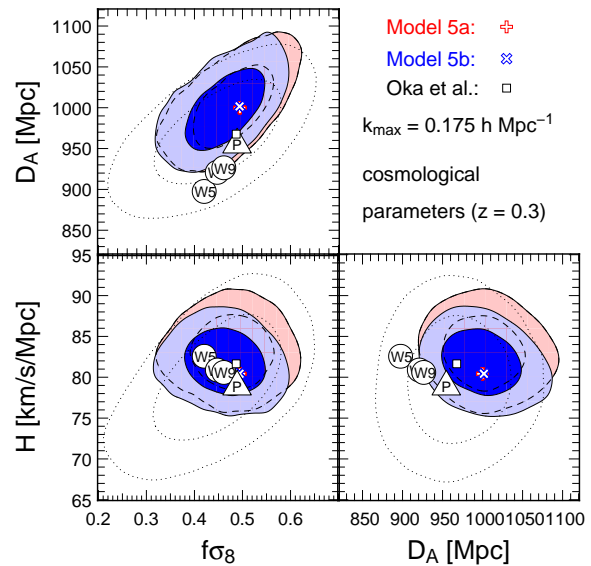 1100
1050
1000
950
900
850
D_A [Mpc]
W5
W
W9
P
Model 5a:
Model 5b:
Oka et al.:
k_max = 0.175 h Mpc⁻¹
cosmological
parameters (z = 0.3)
95
90
85
80
75
70
65
H [km/s/Mpc]
W5
W9
P
W5
W9
P
0.2 0.3 0.4 0.5 0.6
850 900 950 1000 1050 1100
fσ₈
D_A [Mpc]